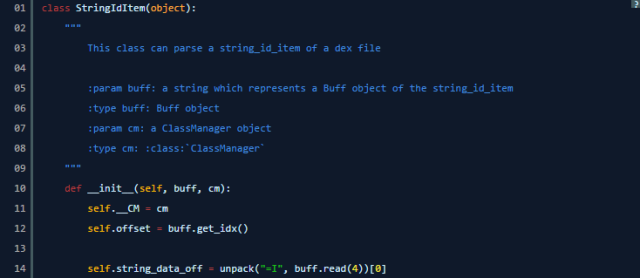 ?
01 class StringIdItem(object):
02     """
03         This class can parse a string_id_item of a dex file
04
05         :param buff: a string which represents a Buff object of the string_id_item
06         :type buff: Buff object
07         :param cm: a ClassManager object
08         :type cm: :class:`ClassManager`
09     """
10     def __init__(self, buff, cm):
11         self.__CM = cm
12         self.offset = buff.get_idx()
13
14         self.string_data_off = unpack("=I", buff.read(4))[0]